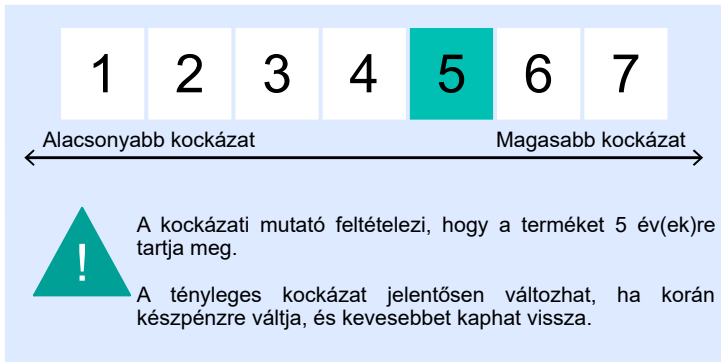 1 2 3 4 5 6 7
Alacsonyabb kockázat Magasabb kockázat
!
A kockázati mutató feltételezi, hogy a terméket 5 év(ek)re
tartja meg.
A tényleges kockázat jelentősen változhat, ha korán
készpénzre váltja, és kevesebbet kaphat vissza.